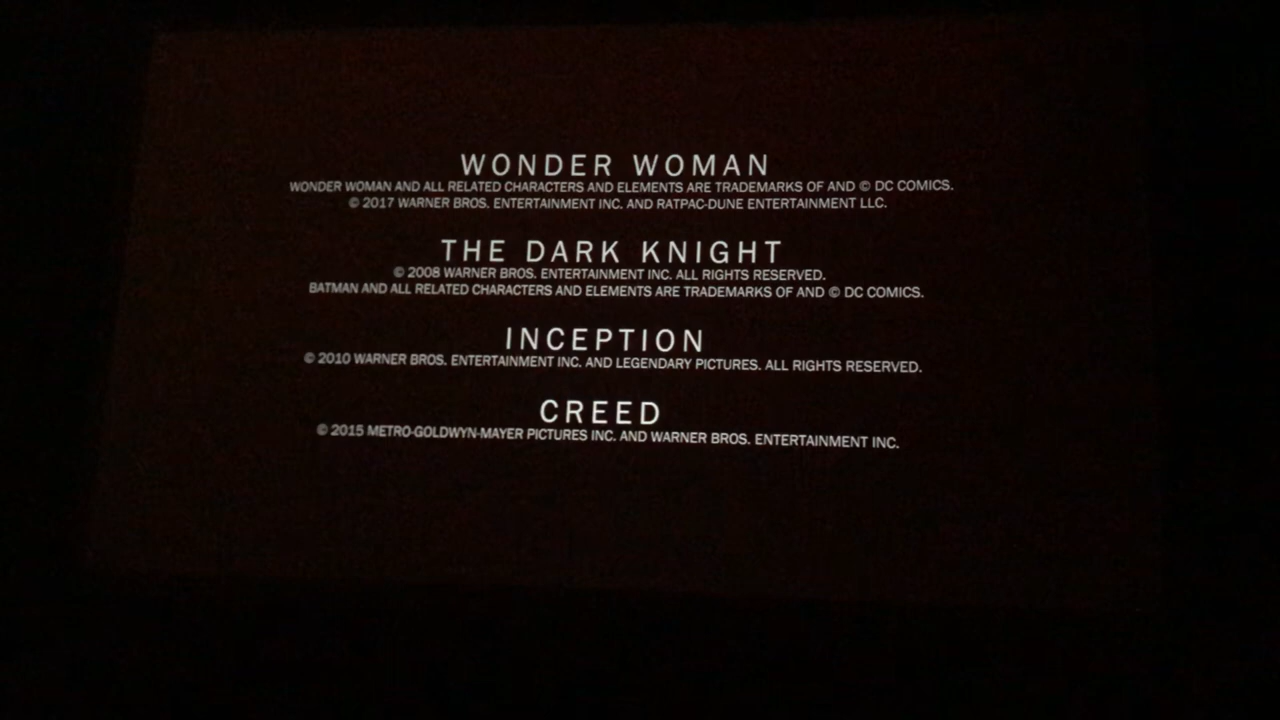 WONDER WOMAN
WONDER WOMAN AND ALL RELATED CHARACTERS AND ELEMENTS ARE TRADEMARKS OF AND © DC COMICS.
© 2017 WARNER BROS. ENTERTAINMENT INC. AND RATPAC-DUNE ENTERTAINMENT LLC.
THE DARK KNIGHT
© 2008 WARNER BROS. ENTERTAINMENT INC. ALL RIGHTS RESERVED.
BATMAN AND ALL RELATED CHARACTERS AND ELEMENTS ARE TRADEMARKS OF AND © DC COMICS.
INCEPTION
© 2010 WARNER BROS. ENTERTAINMENT INC. AND LEGENDARY PICTURES. ALL RIGHTS RESERVED.
CREED
© 2015 METRO-GOLDWYN-MAYER PICTURES INC. AND WARNER BROS. ENTERTAINMENT INC.